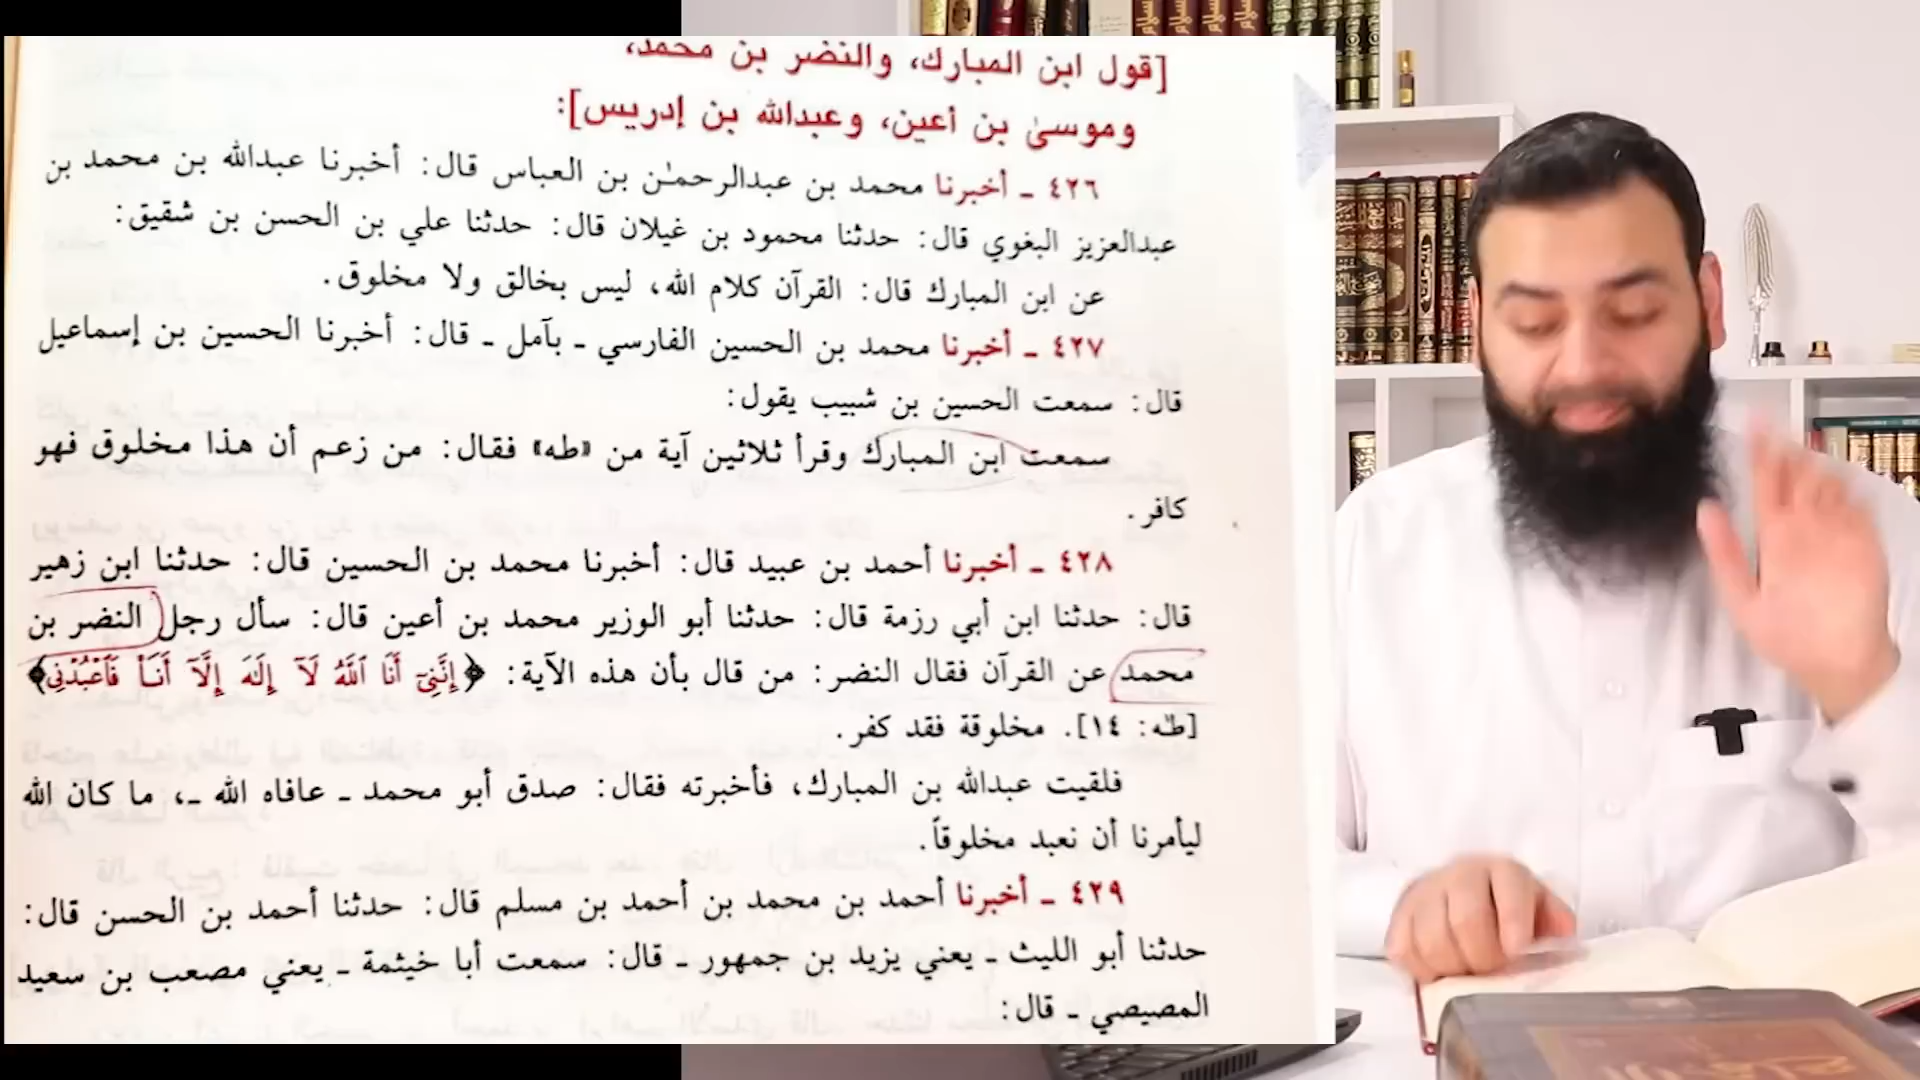 [قول ابن المبارك، والنضر بن محمد،
وموسىٰ بن أعين، وعبدالله بن إدريس]:
٤٢٦ ـ أخبرنا محمد بن عبدالرحمـٰن بن العباس قال: أخبرنا عبدالله بن محمد بن
عبدالعزيز البغوي قال: حدثنا محمود بن غيلان قال: حدثنا علي بن الحسن بن شقيق:
عن ابن المبارك قال: القرآن كلام الله، ليس بخالق ولا مخلوق.
٤٢٧ ـ أخبرنا محمد بن الحسين الفارسي ـ بآمل ـ قال: أخبرنا الحسين بن إسماعيل
قال: سمعت الحسين بن شبيب يقول:
سمعت ابن المبارك وقرأ ثلاثين آية من «طه» فقال: من زعم أن هذا مخلوق فهو
كافر.
٤٢٨ ـ أخبرنا أحمد بن عبيد قال: أخبرنا محمد بن الحسين قال: حدثنا ابن زهير
قال: حدثنا ابن أبي رزمة قال: حدثنا أبو الوزير محمد بن أعين قال: سأل رجل النضر بن
محمد عن القرآن فقال النضر: من قال بأن هذه الآية: ﴿إِنَّنِيٓ أَنَا ٱللَّهُ لَآ إِلَٰهَ إِلَّآ أَنَا۠ فَٱعْبُدْنِي﴾
[طه: ١٤]. مخلوقة فقد كفر.
فلقيت عبدالله بن المبارك، فأخبرته فقال: صدق أبو محمد ـ عافاه الله ـ، ما كان الله
ليأمرنا أن نعبد مخلوقاً.
٤٢٩ ـ أخبرنا أحمد بن محمد بن أحمد بن مسلم قال: حدثنا أحمد بن الحسن قال:
حدثنا أبو الليث ـ يعني يزيد بن جمهور ـ قال: سمعت أبا خيثمة ـ يعني مصعب بن سعيد
المصيصي ـ قال: